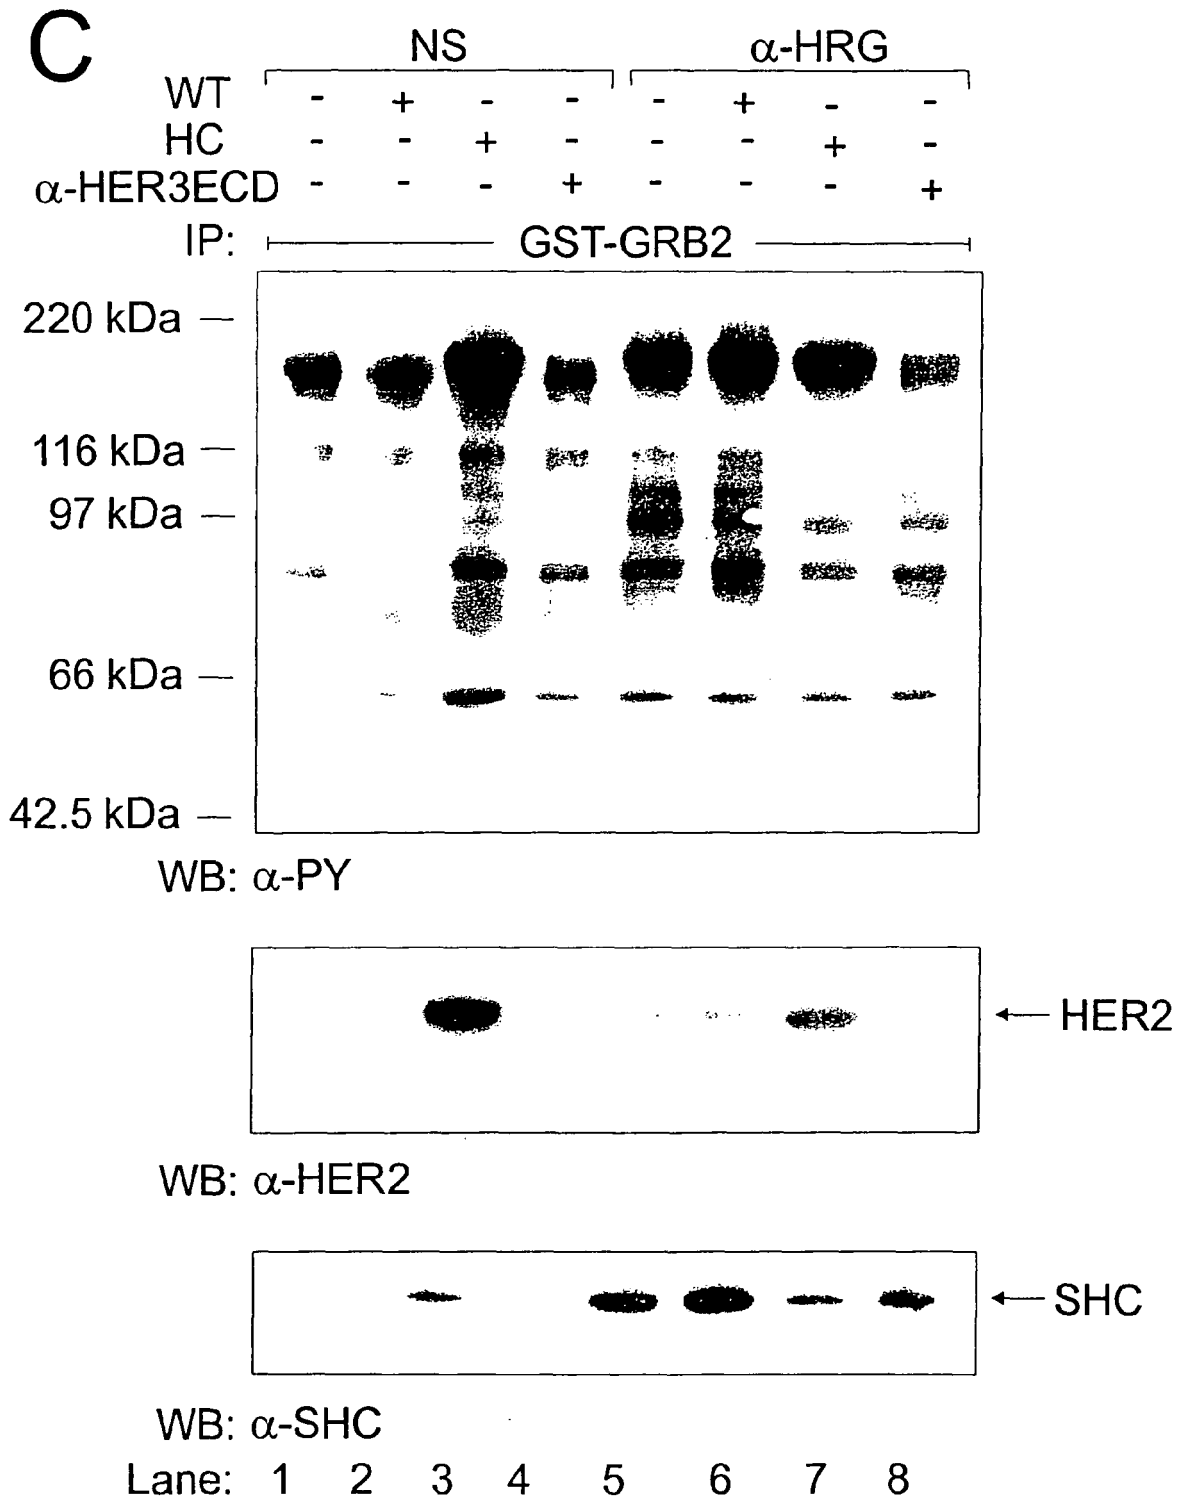 C
NS α-HRG
WT - + - - - + - -
HC - - + - - - + -
α-HER3ECD - - - + - - - +
IP: GST-GRB2
220 kDa
116 kDa
97 kDa
66 kDa
42.5 kDa
WB: α-PY
HER2
WB: α-HER2
SHC
WB: α-SHC
Lane: 1 2 3 4 5 6 7 8